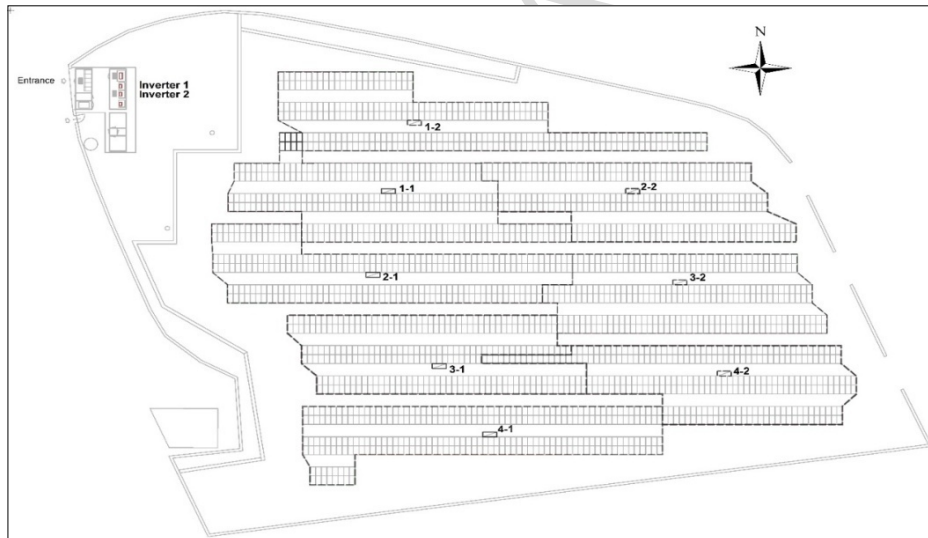 N
Entrance
Inverter 1
Inverter 2
1-2
1-1
2-2
2-1
3-2
3-1
4-2
4-1